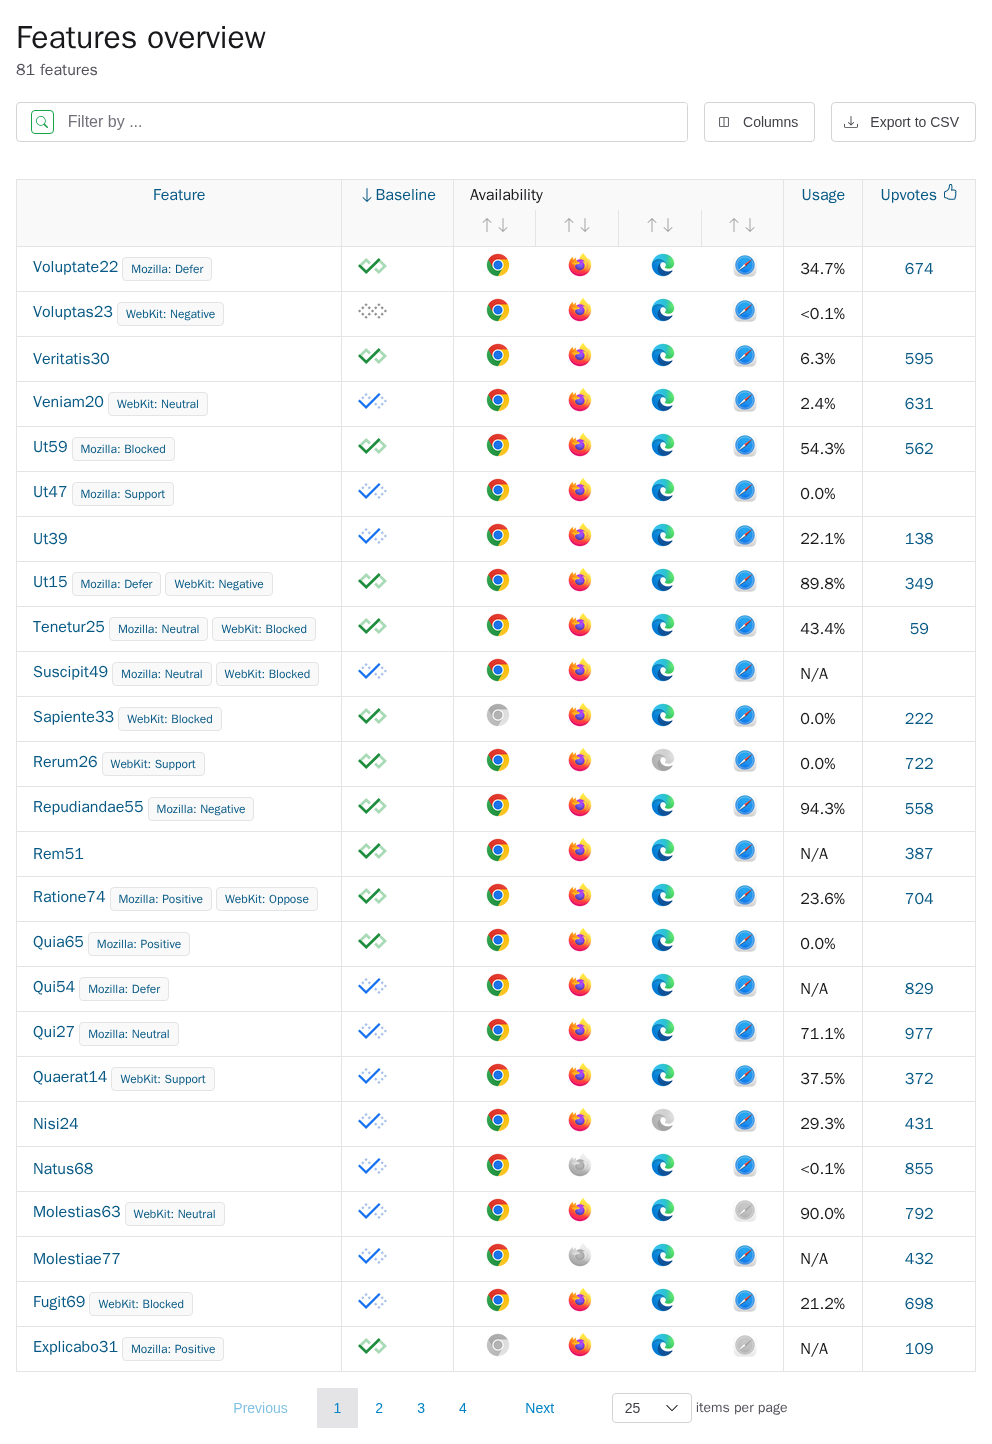 Features overview
81 features
Filter by ...
Columns
Export to CSV
Feature
Baseline
Availability
Usage
Upvotes
Voluptate22 Mozilla: Defer 34.7% 674
Voluptas23 WebKit: Negative <0.1%
Veritatis30 6.3% 595
Veniam20 WebKit: Neutral 2.4% 631
Ut59 Mozilla: Blocked 54.3% 562
Ut47 Mozilla: Support 0.0%
Ut39 22.1% 138
Ut15 Mozilla: Defer WebKit: Negative 89.8% 349
Tenetur25 Mozilla: Neutral WebKit: Blocked 43.4% 59
Suscipit49 Mozilla: Neutral WebKit: Blocked N/A
Sapiente33 WebKit: Blocked 0.0% 222
Rerum26 WebKit: Support 0.0% 722
Repudiandae55 Mozilla: Negative 94.3% 558
Rem51 N/A 387
Ratione74 Mozilla: Positive WebKit: Oppose 23.6% 704
Quia65 Mozilla: Positive 0.0%
Qui54 Mozilla: Defer N/A 829
Qui27 Mozilla: Neutral 71.1% 977
Quaerat14 WebKit: Support 37.5% 372
Nisi24 29.3% 431
Natus68 <0.1% 855
Molestias63 WebKit: Neutral 90.0% 792
Molestiae77 N/A 432
Fugit69 WebKit: Blocked 21.2% 698
Explicabo31 Mozilla: Positive N/A 109
Previous 1 2 3 4 Next 25 items per page